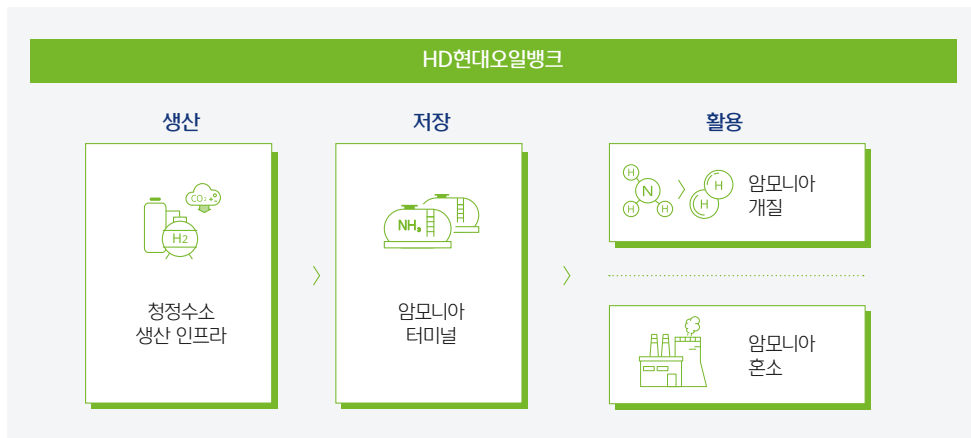 HD현대오일뱅크
생산
CO₂
H2
청정수소
생산 인프라
저장
NH₃
암모니아
터미널
활용
H
N
H
H
H
H
암모니아
개질
암모니아
혼소